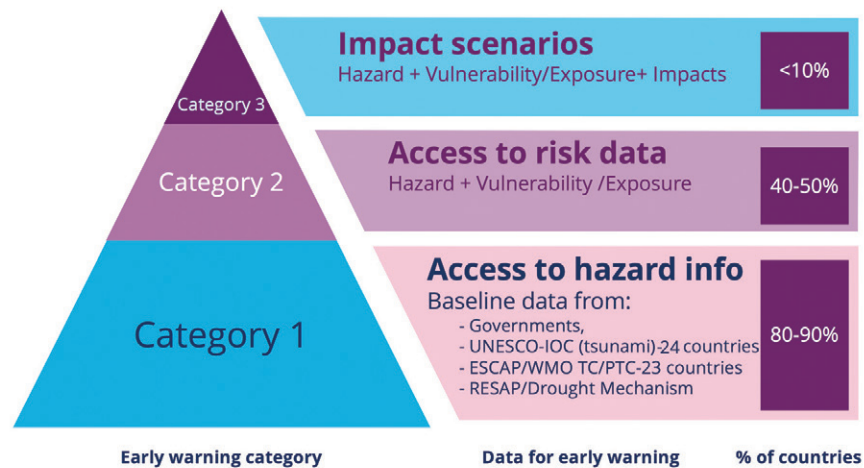 Impact scenarios
Hazard + Vulnerability/Exposure+ Impacts
<10%
Category 3
Access to risk data
Hazard + Vulnerability /Exposure
40-50%
Category 2
Access to hazard info
Baseline data from:
- Governments,
- UNESCO-IOC (tsunami)-24 countries
- ESCAP/WMO TC/PTC-23 countries
- RESAP/Drought Mechanism
80-90%
Category 1
Early warning category
Data for early warning
% of countries